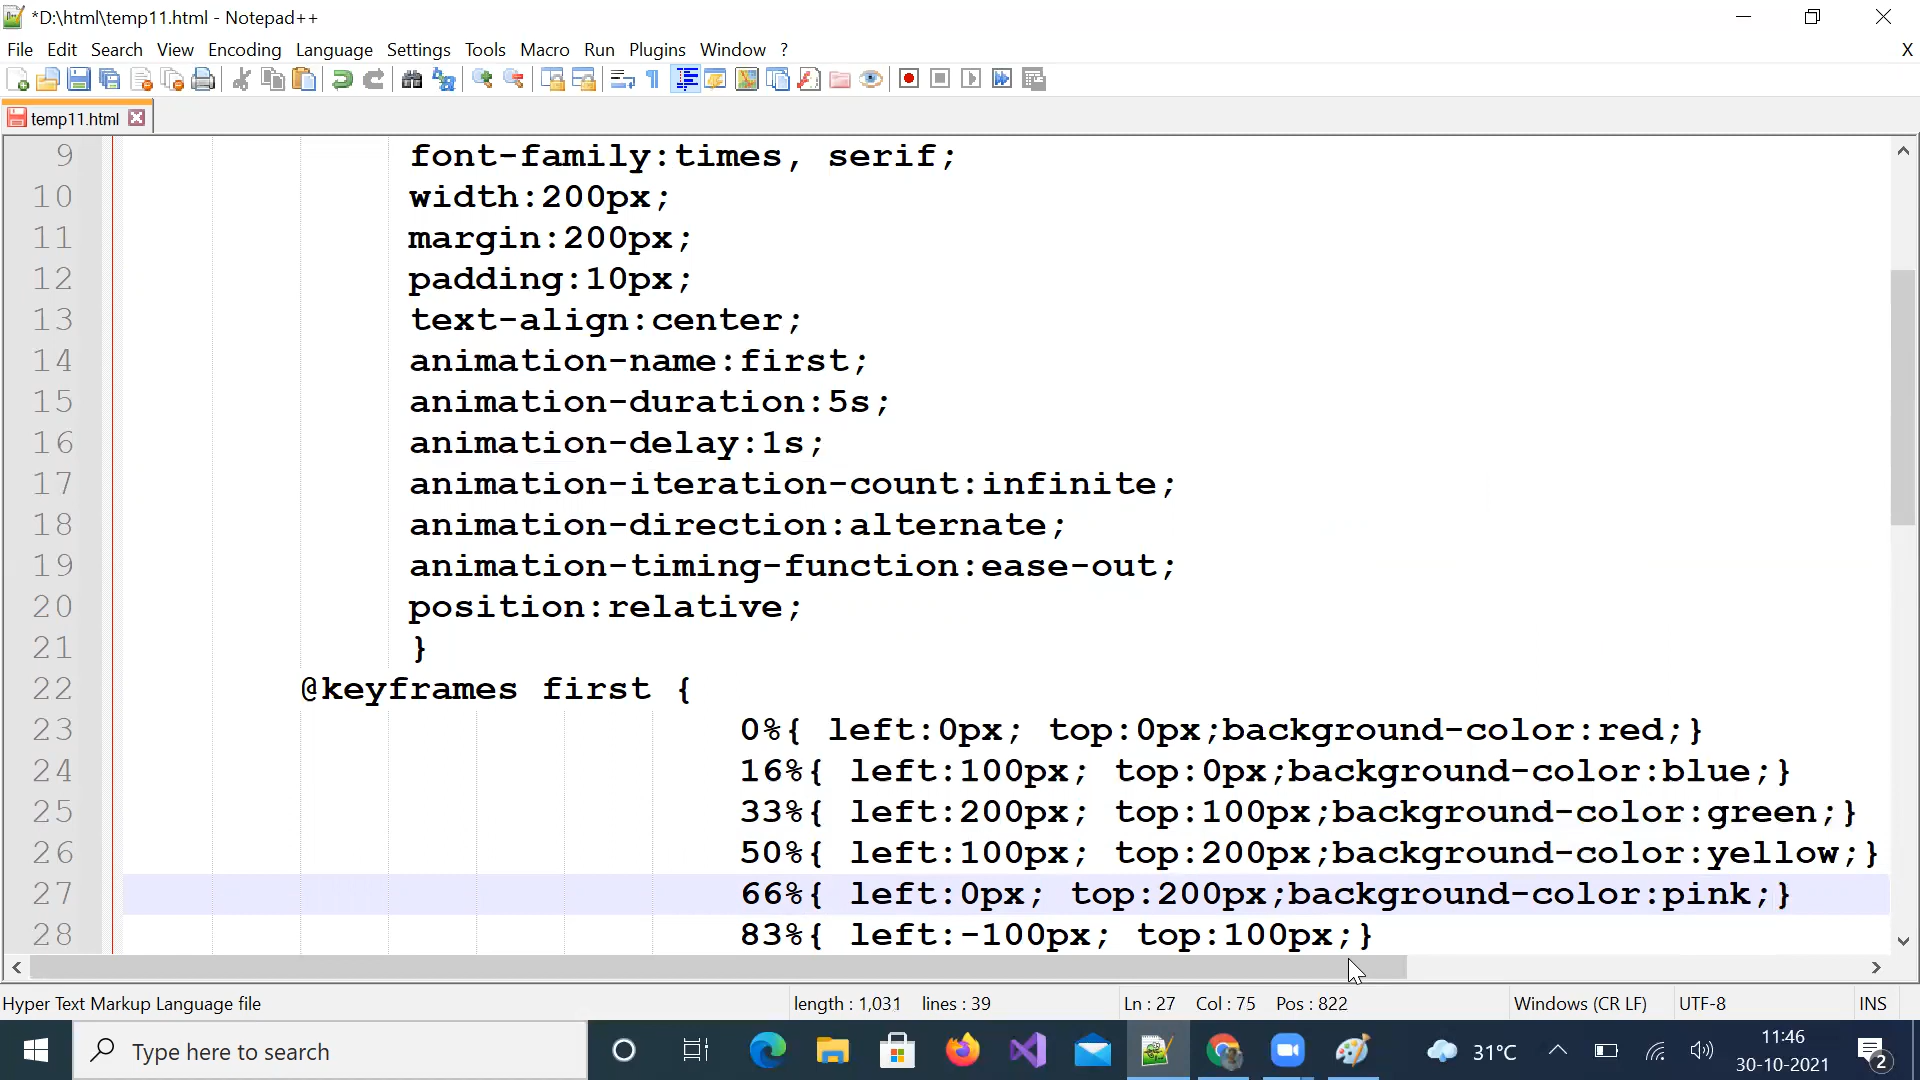 *D:\html\temp11.html - Notepad++
File Edit Search View Encoding Language Settings Tools Macro Run Plugins Window ? X
temp11.html
9 font-family:times, serif;
10 width:200px;
11 margin:200px;
12 padding:10px;
13 text-align:center;
14 animation-name:first;
15 animation-duration:5s;
16 animation-delay:1s;
17 animation-iteration-count:infinite;
18 animation-direction:alternate;
19 animation-timing-function:ease-out;
20 position:relative;
21 }
22 @keyframes first {
23 0%{ left:0px; top:0px;background-color:red;}
24 16%{ left:100px; top:0px;background-color:blue;}
25 33%{ left:200px; top:100px;background-color:green;}
26 50%{ left:100px; top:200px;background-color:yellow;}
27 66%{ left:0px; top:200px;background-color:pink;}
28 83%{ left:-100px; top:100px;}
Hyper Text Markup Language file length : 1,031 lines : 39 Ln : 27 Col : 75 Pos : 822 Windows (CR LF) UTF-8 INS
Type here to search 31°C 11:46
30-10-2021 2